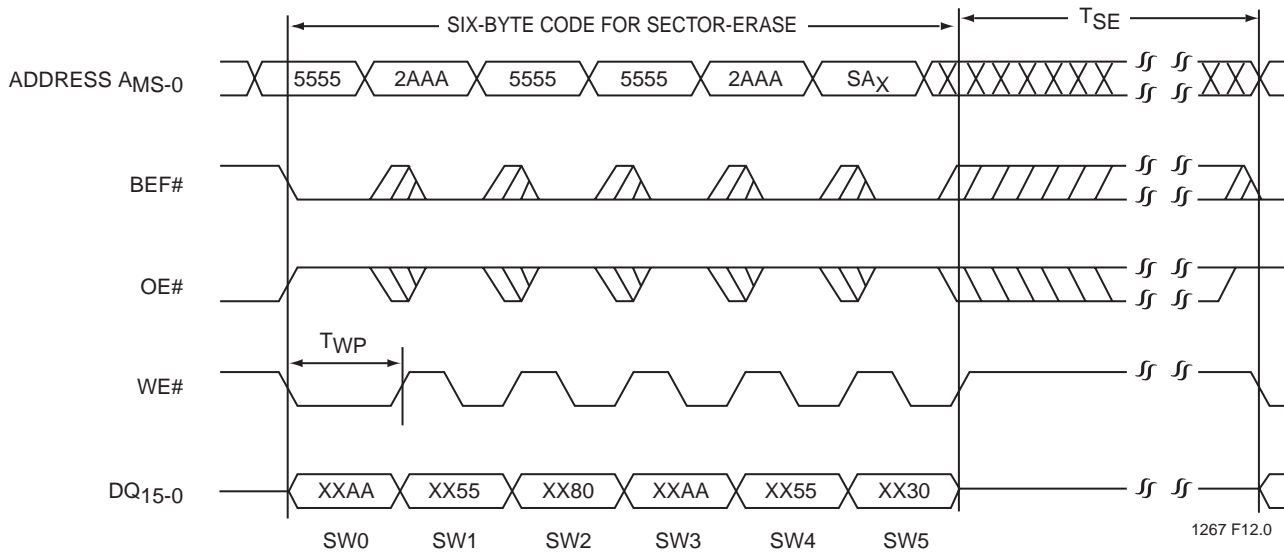 SIX-BYTE CODE FOR SECTOR-ERASE
TSE
ADDRESS AMS-0
5555 2AAA 5555 5555 2AAA SAX
BEF#
OE#
TWP
WE#
DQ15-0
XXAA XX55 XX80 XXAA XX55 XX30
SW0 SW1 SW2 SW3 SW4 SW5
1267 F12.0